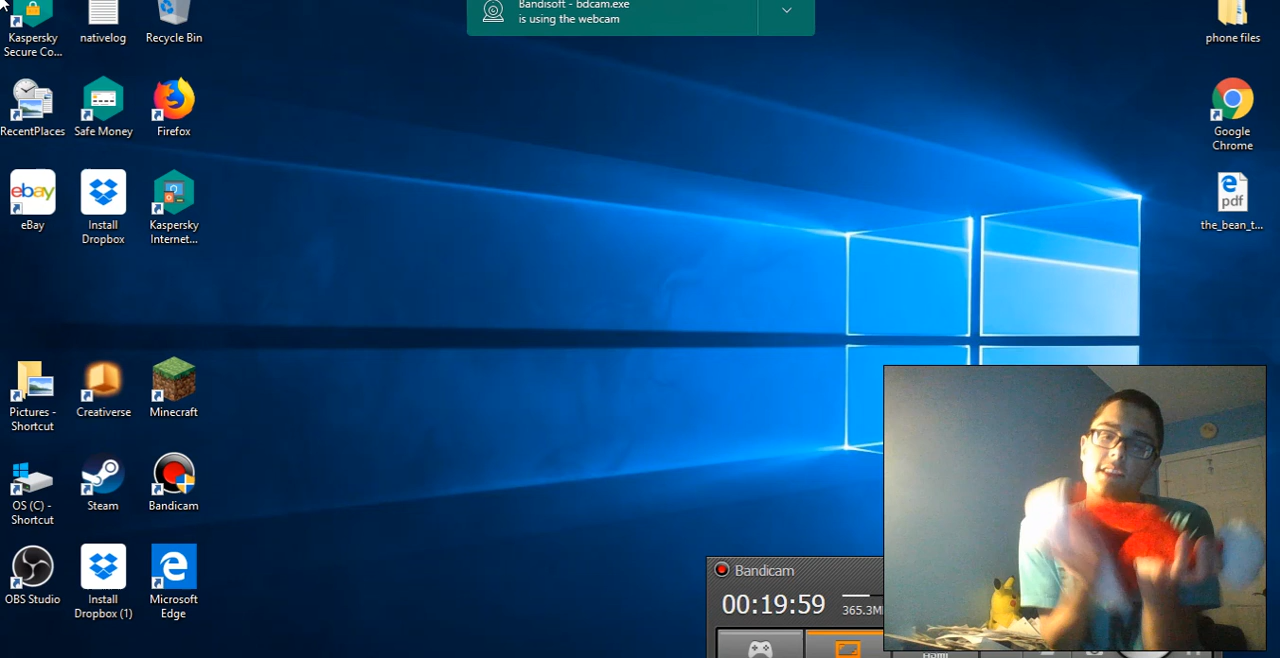 Bandisoft - bdcam.exe
is using the webcam
Kaspersky
Secure Co...
nativelog
Recycle Bin
phone files
RecentPlaces
Safe Money
Firefox
Google
Chrome
ebay
eBay
Install
Dropbox
Kaspersky
Internet...
pdf
the_bean_t...
Pictures -
Shortcut
Creativerse
Minecraft
OS (C) -
Shortcut
Steam
Bandicam
OBS Studio
Install
Dropbox (1)
Microsoft
Edge
Bandicam
00:19:59